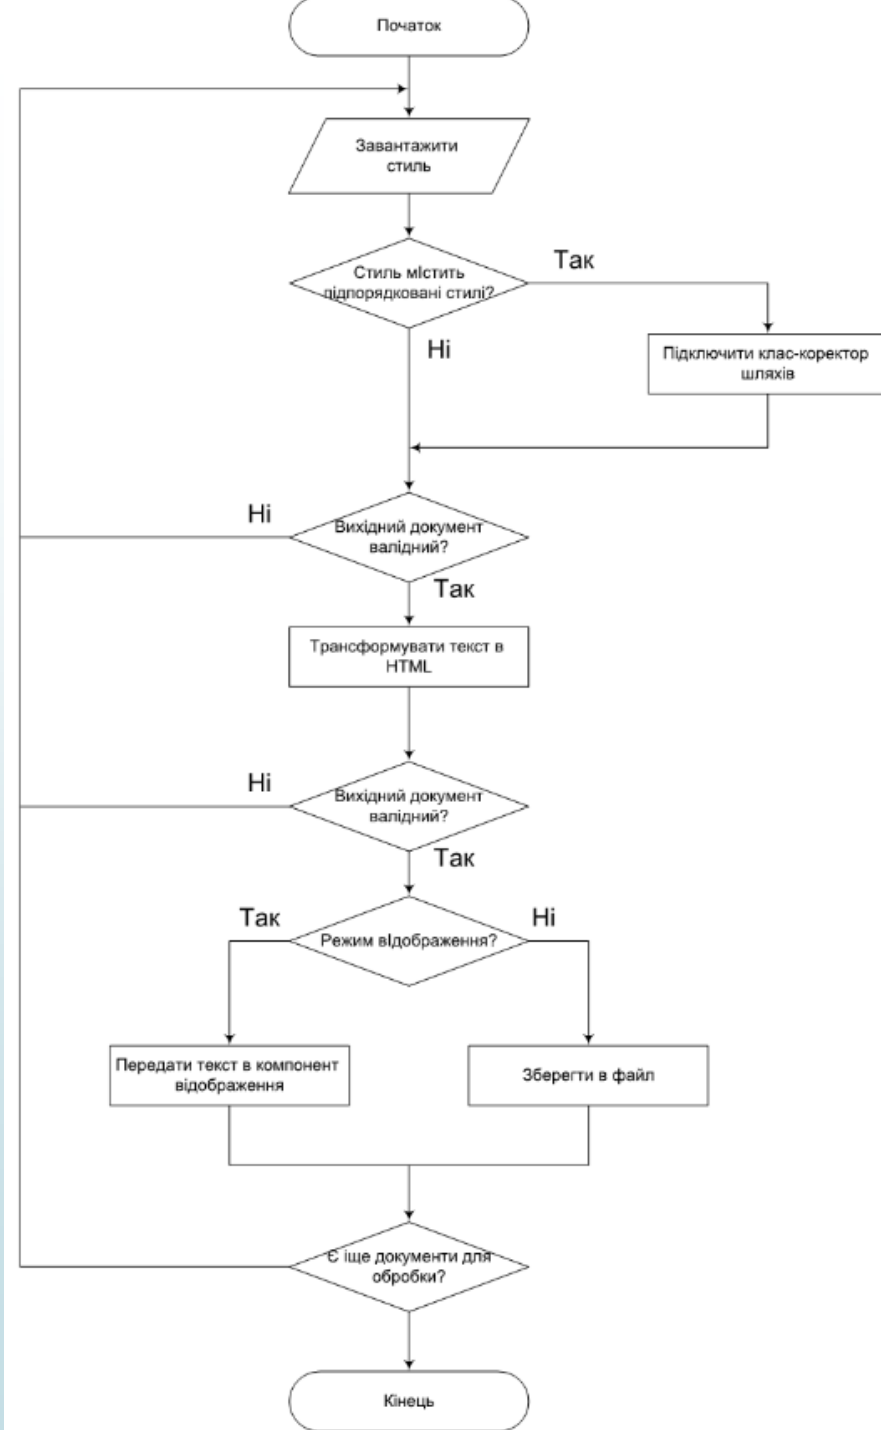 Початок
Завантажити
стиль
Стиль містить
підпорядковані стилі?
Так
Ні
Підключити клас-коректор
шляхів
Ні
Вихідний документ
валідний?
Так
Трансформувати текст в
HTML
Ні
Вихідний документ
валідний?
Так
Так
Режим відображення?
Ні
Передати текст в компонент
відображення
Зберегти в файл
Є іще документи для
обробки?
Кінець